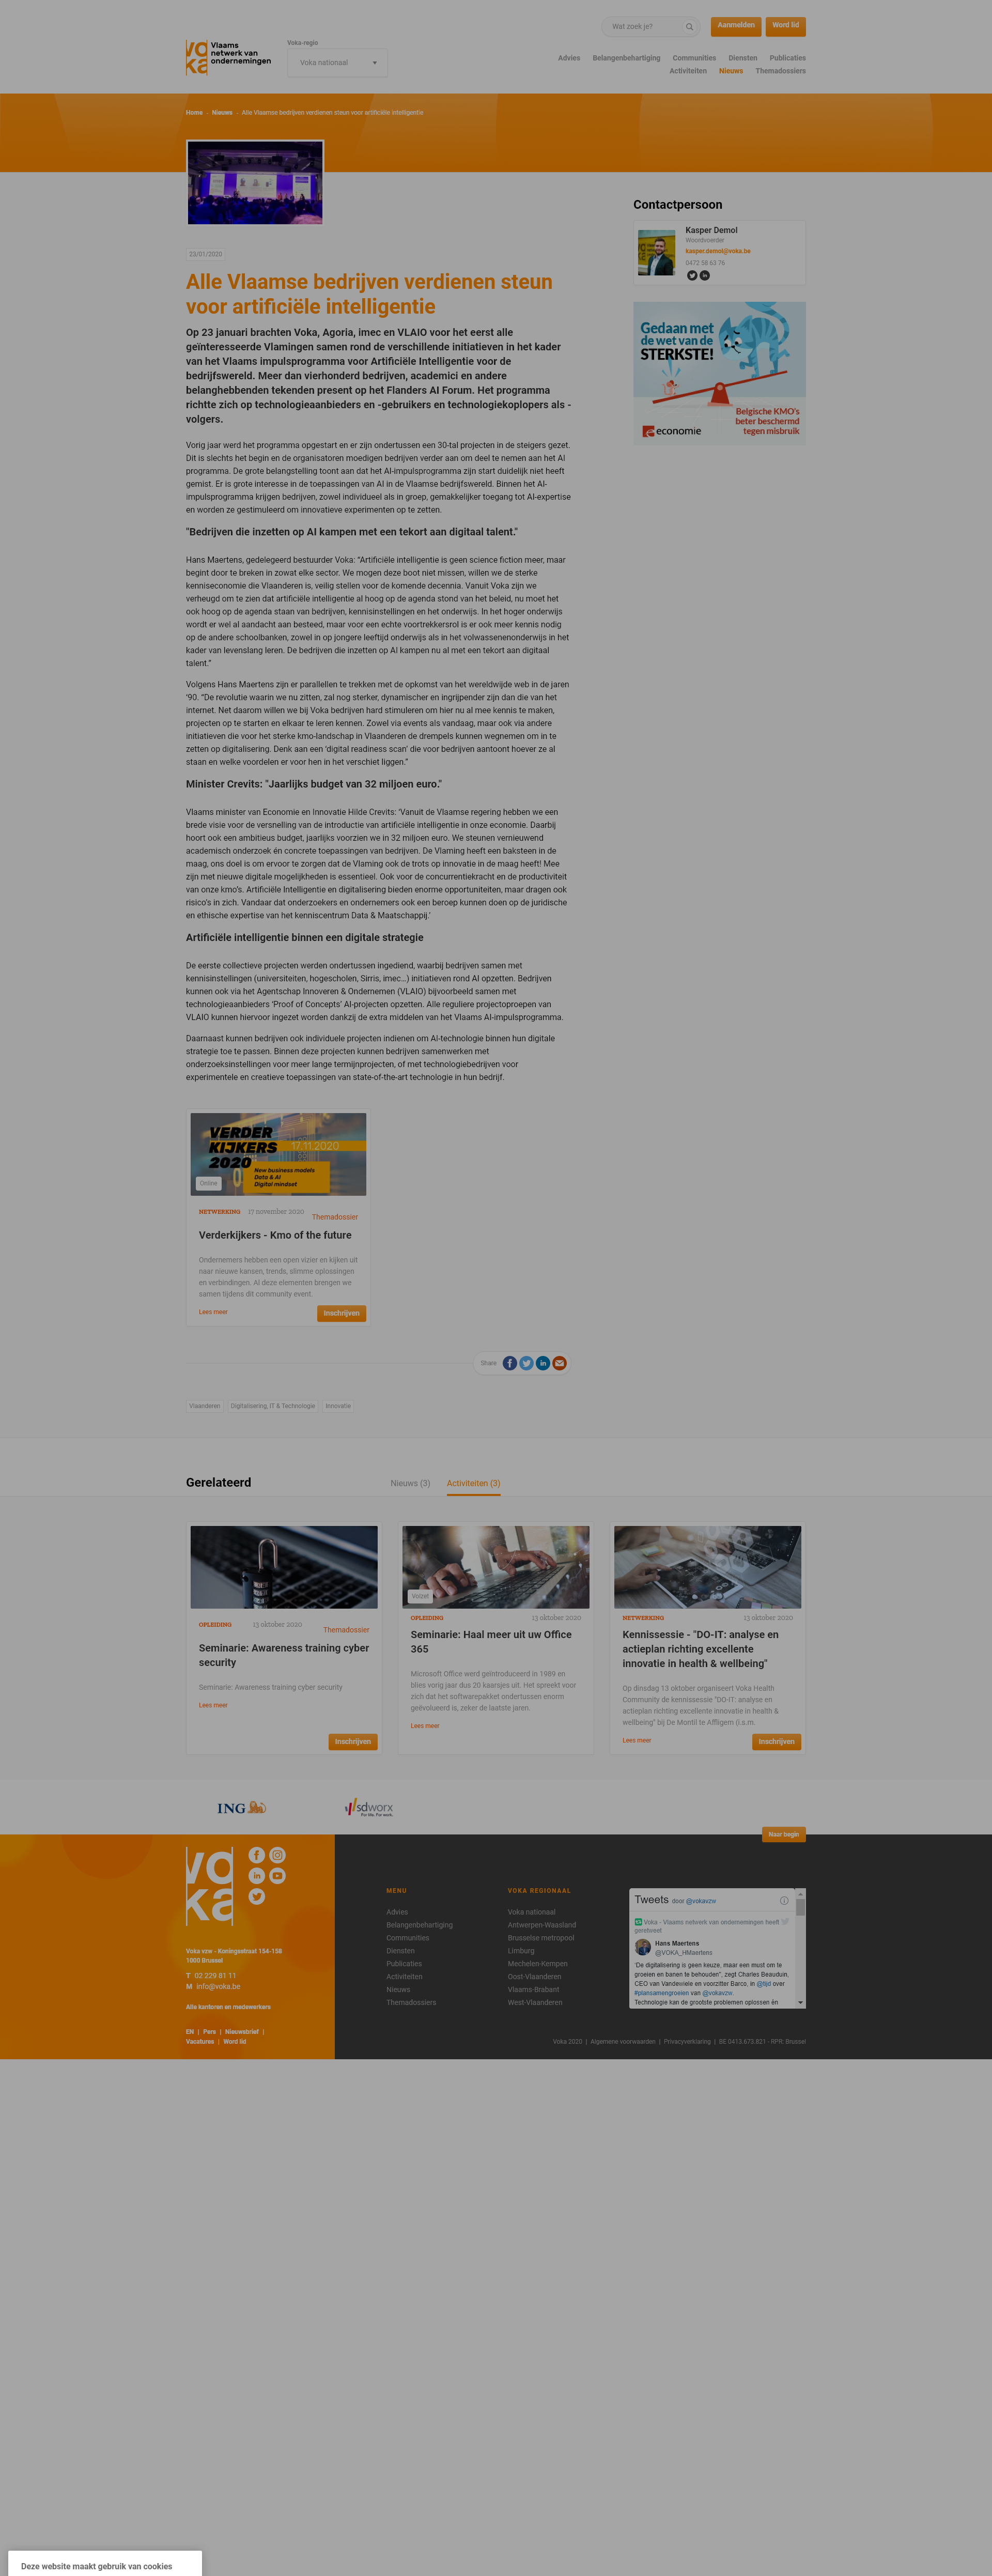 Wat zoek je?
Aanmelden
Word lid
Vlaams
netwerk van
ondernemingen
Voka-regio
Voka nationaal
Advies Belangenbehartiging Communities Diensten Publicaties
Activiteiten Nieuws Themadossiers
Home Nieuws Alle Vlaamse bedrijven verdienen steun voor artificiële intelligentie
23/01/2020
Alle Vlaamse bedrijven verdienen steun
voor artificiële intelligentie
Op 23 januari brachten Voka, Agoria, imec en VLAIO voor het eerst alle
geïnteresseerde Vlamingen samen rond de verschillende initiatieven in het kader
van het Vlaams impulsprogramma voor Artificiële Intelligentie voor de
bedrijfswereld. Meer dan vierhonderd bedrijven, academici en andere
belanghebbenden tekenden present op het Flanders AI Forum. Het programma
richtte zich op technologieaanbieders en -gebruikers en technologiekoplopers als -
volgers.
Vorig jaar werd het programma opgestart en er zijn ondertussen een 30-tal projecten in de steigers gezet.
Dit is slechts het begin en de organisatoren moedigen bedrijven verder aan om deel te nemen aan het AI
programma. De grote belangstelling toont aan dat het AI-impulsprogramma zijn start duidelijk niet heeft
gemist. Er is grote interesse in de toepassingen van AI in de Vlaamse bedrijfswereld. Binnen het AI-
impulsprogramma krijgen bedrijven, zowel individueel als in groep, gemakkelijker toegang tot AI-expertise
en worden ze gestimuleerd om innovatieve experimenten op te zetten.
"Bedrijven die inzetten op AI kampen met een tekort aan digitaal talent."
Hans Maertens, gedelegeerd bestuurder Voka: “Artificiële intelligentie is geen science fiction meer, maar
begint door te breken in zowat elke sector. We mogen deze boot niet missen, willen we de sterke
kenniseconomie die Vlaanderen is, veilig stellen voor de komende decennia. Vanuit Voka zijn we
verheugd om te zien dat artificiële intelligentie al hoog op de agenda stond van het beleid, nu moet het
ook hoog op de agenda staan van bedrijven, kennisinstellingen en het onderwijs. In het hoger onderwijs
wordt er wel al aandacht aan besteed, maar voor een echte voortrekkersrol is er ook meer kennis nodig
op de andere schoolbanken, zowel in op jongere leeftijd onderwijs als in het volwassenenonderwijs in het
kader van levenslang leren. De bedrijven die inzetten op AI kampen nu al met een tekort aan digitaal
talent.”
Volgens Hans Maertens zijn er parallellen te trekken met de opkomst van het wereldwijde web in de jaren
‘90. “De revolutie waarin we nu zitten, zal nog sterker, dynamischer en ingrijpender zijn dan die van het
internet. Net daarom willen we bij Voka bedrijven hard stimuleren om hier nu al mee kennis te maken,
projecten op te starten en elkaar te leren kennen. Zowel via events als vandaag, maar ook via andere
initiatieven die voor het sterke kmo-landschap in Vlaanderen de drempels kunnen wegnemen om in te
zetten op digitalisering. Denk aan een ‘digital readiness scan’ die voor bedrijven aantoont hoever ze al
staan en welke voordelen er voor hen in het verschiet liggen.”
Minister Crevits: "Jaarlijks budget van 32 miljoen euro."
Vlaams minister van Economie en Innovatie Hilde Crevits: ‘Vanuit de Vlaamse regering hebben we een
brede visie voor de versnelling van de introductie van artificiële intelligentie in onze economie. Daarbij
hoort ook een ambitieus budget, jaarlijks voorzien we in 32 miljoen euro. We steunen vernieuwend
academisch onderzoek én concrete toepassingen van bedrijven. De Vlaming heeft een baksteen in de
maag, ons doel is om ervoor te zorgen dat de Vlaming ook de trots op innovatie in de maag heeft! Mee
zijn met nieuwe digitale mogelijkheden is essentieel. Ook voor de concurrentiekracht en de productiviteit
van onze kmo’s. Artificiële Intelligentie en digitalisering bieden enorme opportuniteiten, maar dragen ook
risico’s in zich. Vandaar dat onderzoekers en ondernemers ook een beroep kunnen doen op de juridische
en ethische expertise van het kenniscentrum Data & Maatschappij.’
Artificiële intelligentie binnen een digitale strategie
De eerste collectieve projecten werden ondertussen ingediend, waarbij bedrijven samen met
kennisinstellingen (universiteiten, hogescholen, Sirris, imec…) initiatieven rond AI opzetten. Bedrijven
kunnen ook via het Agentschap Innoveren & Ondernemen (VLAIO) bijvoorbeeld samen met
technologieaanbieders ‘Proof of Concepts’ AI-projecten opzetten. Alle reguliere projectoproepen van
VLAIO kunnen hiervoor ingezet worden dankzij de extra middelen van het Vlaams AI-impulsprogramma.
Daarnaast kunnen bedrijven ook individuele projecten indienen om AI-technologie binnen hun digitale
strategie toe te passen. Binnen deze projecten kunnen bedrijven samenwerken met
onderzoeksinstellingen voor meer lange termijnprojecten, of met technologiebedrijven voor
experimentele en creatieve toepassingen van state-of-the-art technologie in hun bedrijf.
Contactpersoon
Kasper Demol
Woordvoerder
kasper.demol@voka.be
0472 58 63 76
Gedaan met
de wet van de
STERKSTE!
Belgische KMO's
beter beschermd
tegen misbruik
economie
VERDER
KIJKERS
2020
17.11.2020
New business models
Data & AI
Digital mindset
Online
NETWERKING 17 november 2020
Themadossier
Verderkijkers - Kmo of the future
Ondernemers hebben een open vizier en kijken uit
naar nieuwe kansen, trends, slimme oplossingen
en verbindingen. Al deze elementen brengen we
samen tijdens dit community event
Lees meer
Inschrijven
Share
Vlaanderen Digitalisering, IT & Technologie Innovatie
Gerelateerd
Nieuws (3) Activiteiten (3)
OPLEIDING 13 oktober 2020
Themadossier
Seminarie: Awareness training cyber
security
Seminarie: Awareness training cyber security
Lees meer
Inschrijven
Volzet
OPLEIDING 13 oktober 2020
Seminarie: Haal meer uit uw Office
365
Microsoft Office werd geïntroduceerd in 1989 en
blies vorig jaar dus 20 kaarsjes uit. Het spreekt voor
zich dat het softwarepakket ondertussen enorm
geëvolueerd is, zeker de laatste jaren.
Lees meer
NETWERKING 13 oktober 2020
Kennissessie - "DO-IT: analyse en
actieplan richting excellente
innovatie in health & wellbeing"
Op dinsdag 13 oktober organiseert Voka Health
Community de kennissessie "DO-IT: analyse en
actieplan richting excellente innovatie in health &
wellbeing" bij De Montil te Affligem (i.s.m.
Lees meer
Inschrijven
ING
sdworx
For life. For work.
Naar begin
voka
Voka vzw - Koningsstraat 154-158
1000 Brussel
T 02 229 81 11
M info@voka.be
Alle kantoren en medewerkers
EN | Pers | Nieuwsbrief |
Vacatures | Word lid
MENU
Advies
Belangenbehartiging
Communities
Diensten
Publicaties
Activiteiten
Nieuws
Themadossiers
VOKA REGIONAAL
Voka nationaal
Antwerpen-Waasland
Brusselse metropool
Limburg
Mechelen-Kempen
Oost-Vlaanderen
Vlaams-Brabant
West-Vlaanderen
Tweets door @vokavzw
Voka - Vlaams netwerk van ondernemingen heeft
geretweet
Hans Maertens
@VOKA_HMaertens
'De digitalisering is geen keuze, maar een must om te
groeien en banen te behouden'', zegt Charles Beauduin,
CEO van Vandewiele en voorzitter Barco. in @tijd over
#plansamengroeien van @vokavzw.
Technologie kan de grootste problemen oplossen én
Voka 2020 | Algemene voorwaarden | Privacyverklaring | BE 0413.673.821 - RPR, Brussel
Deze website maakt gebruik van cookies